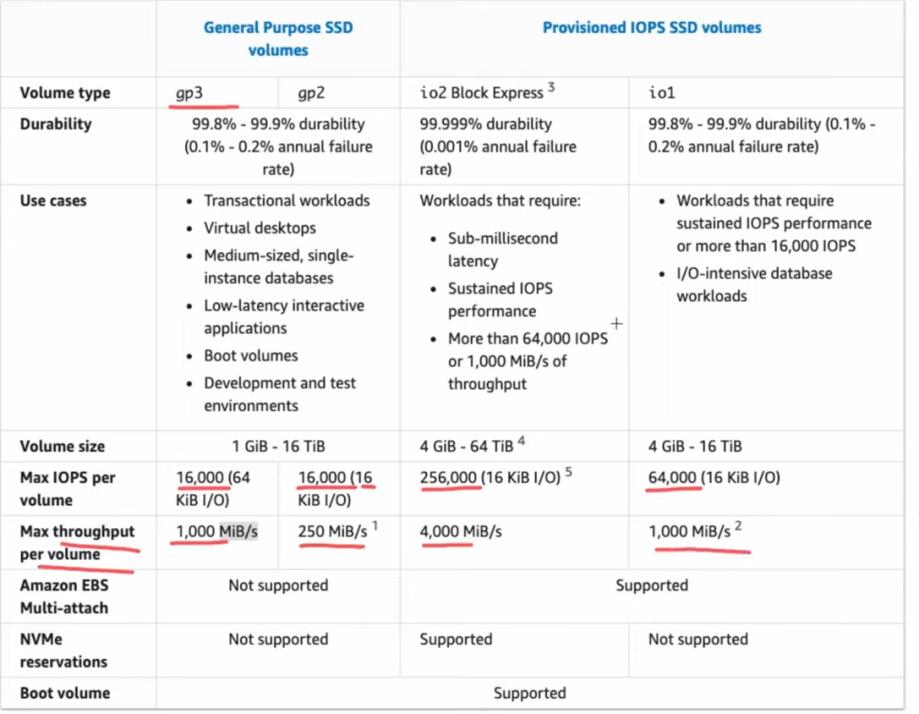 General Purpose SSD
volumes
Provisioned IOPS SSD volumes
Volume type
gp3
gp2
io2 Block Express 3
io1
Durability
99.8% - 99.9% durability
(0.1% - 0.2% annual failure
rate)
99.999% durability
(0.001% annual failure
rate)
99.8% - 99.9% durability (0.1% -
0.2% annual failure rate)
Use cases
• Transactional workloads
• Virtual desktops
• Medium-sized, single-
instance databases
• Low-latency interactive
applications
• Boot volumes
• Development and test
environments
Workloads that require:
• Sub-millisecond
latency
• Sustained IOPS
performance
• More than 64,000 IOPS
or 1,000 MiB/s of
throughput
• Workloads that require
sustained IOPS performance
or more than 16,000 IOPS
• I/O-intensive database
workloads
Volume size
1 GiB - 16 TiB
4 GiB - 64 TiB 4
4 GiB - 16 TiB
Max IOPS per
volume
16,000 (64
KiB I/O)
16,000 (16
KiB I/O)
256,000 (16 KiB I/O) 5
64,000 (16 KiB I/O)
Max throughput
per volume
1,000 MiB/s
250 MiB/s 1
4,000 MiB/s
1,000 MiB/s 2
Amazon EBS
Multi-attach
Not supported
Supported
NVMe
reservations
Not supported
Supported
Not supported
Boot volume
Supported